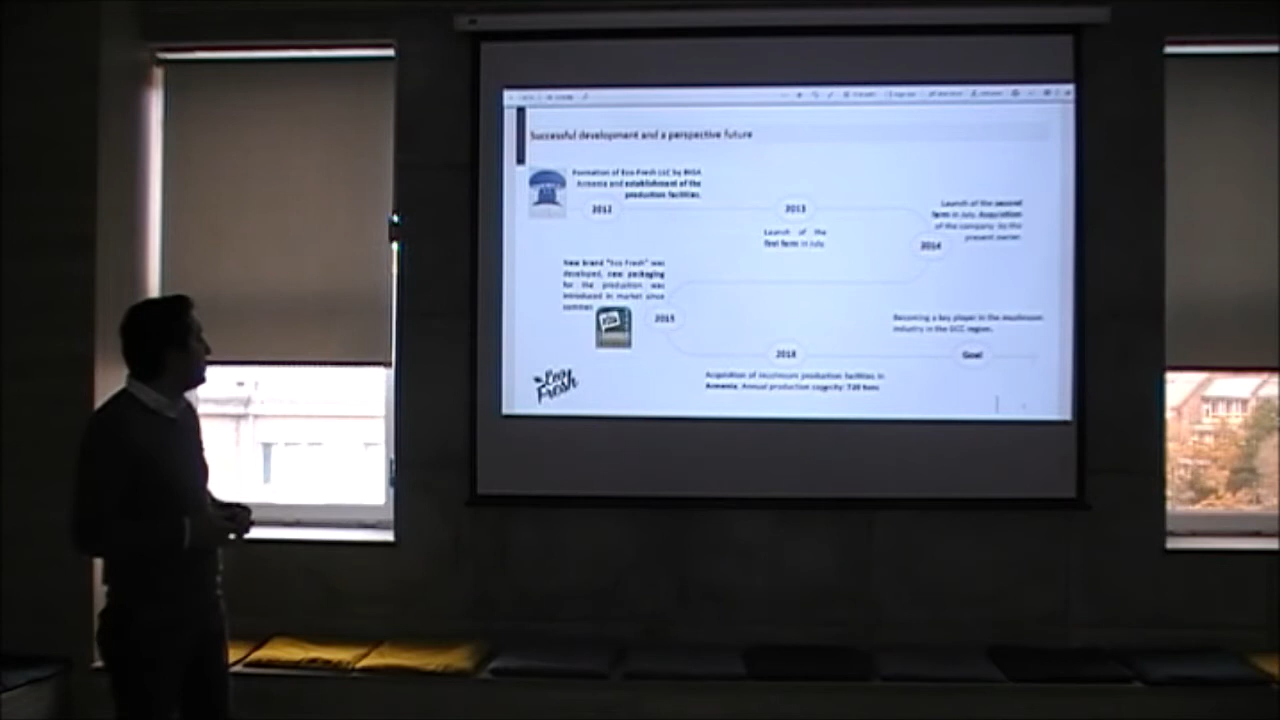 Successful development and a perspective future
Formation of Eco-Fresh LLC by
Armenia and establishment of the
production facilities.
2012
2013
Launch of the
first farm in July.
Launch of the second
farm in July. Acquisition
of the company by the
present owner.
2014
New brand "Eco Fresh" was
developed, new packaging
for the production was
introduced in market since
summer.
2015
2018
Acquisition of mushroom production facilities in
Armenia. Annual production capacity: 720 tons
Becoming a key player in the mushroom
industry in the GCC region.
Goal
Eco
Fresh